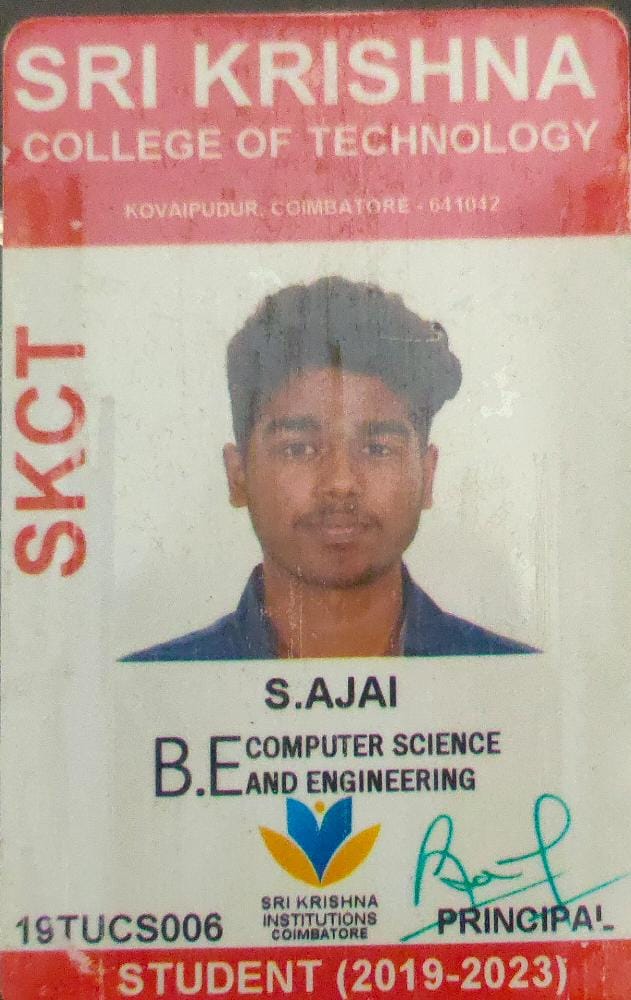 SRI KRISHNA
COLLEGE OF TECHNOLOGY
KOVAIPUDUR, COIMBATORE - 641042
SKCT
S.AJAI
B.E COMPUTER SCIENCE
AND ENGINEERING
SRI KRISHNA
INSTITUTIONS
COIMBATORE
19TUCS006
PRINCIPAL
STUDENT (2019-2023)